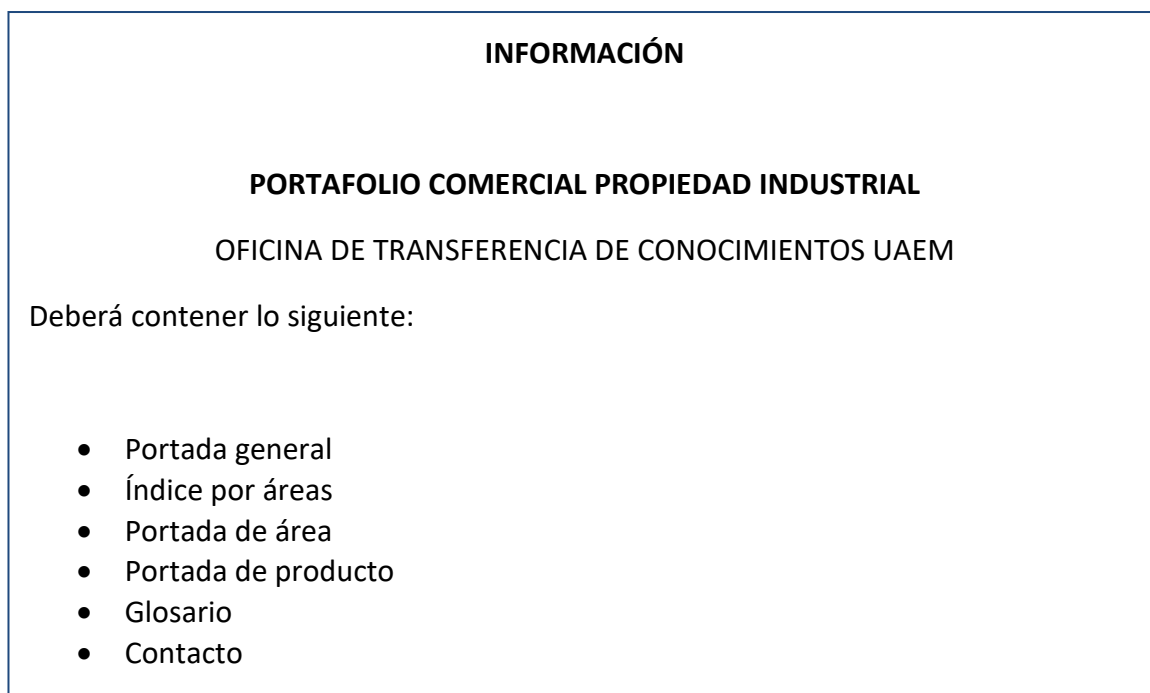 INFORMACIÓN
PORTAFOLIO COMERCIAL PROPIEDAD INDUSTRIAL
OFICINA DE TRANSFERENCIA DE CONOCIMIENTOS UAEM
Deberá contener lo siguiente:
• Portada general
• Índice por áreas
• Portada de área
• Portada de producto
• Glosario
• Contacto